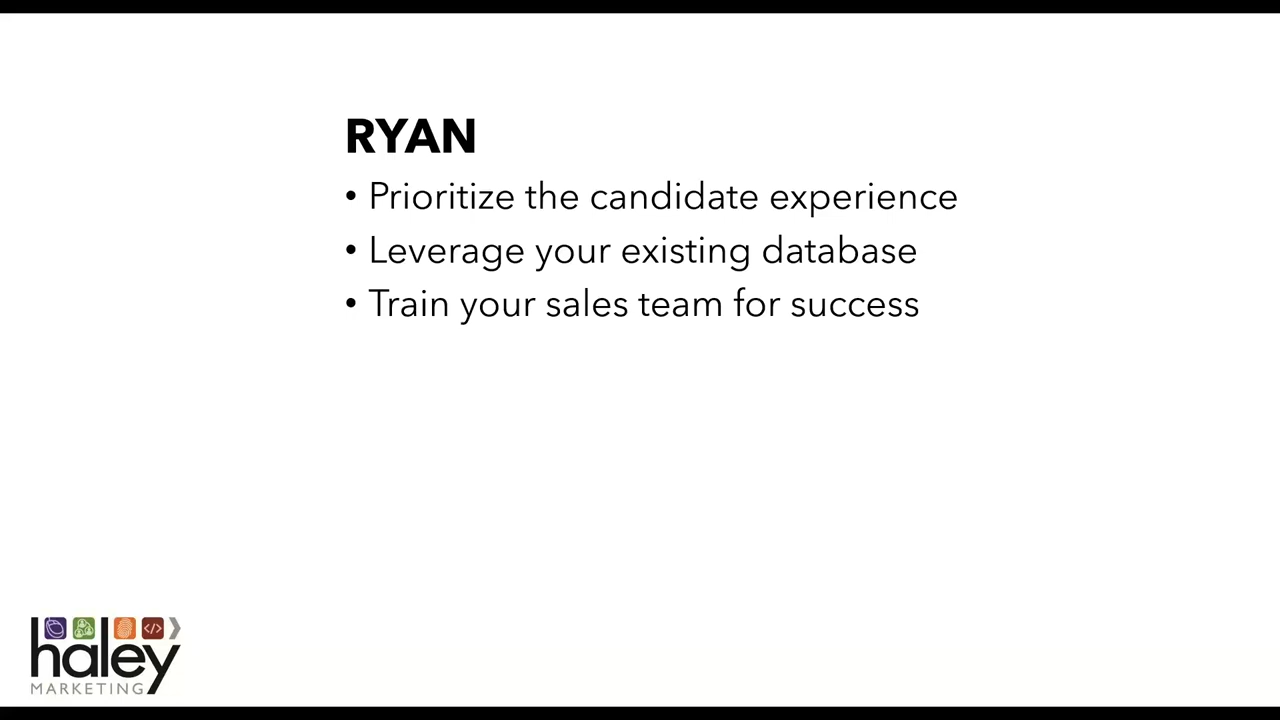 RYAN
• Prioritize the candidate experience
• Leverage your existing database
• Train your sales team for success
haley
MARKETING